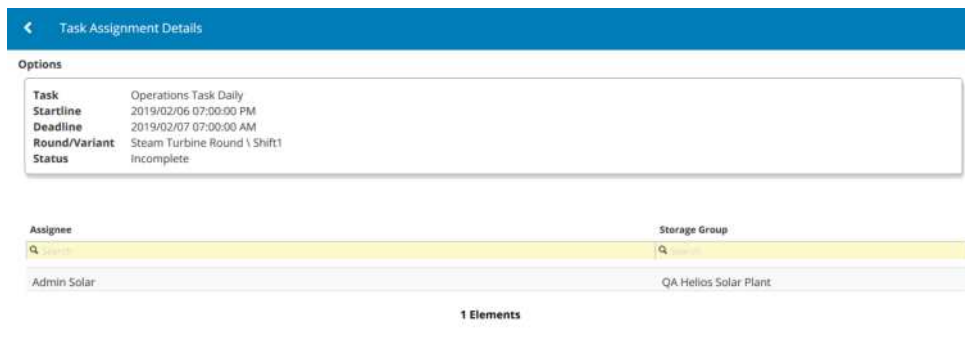 Task Assignment Details
Options
Task Operations Task Daily
Startline 2019/02/06 07:00:00 PM
Deadline 2019/02/07 07:00:00 AM
Round/Variant Steam Turbine Round \ Shift1
Status Incomplete
Assignee Storage Group
Search Search
Admin Solar QA Helios Solar Plant
1 Elements